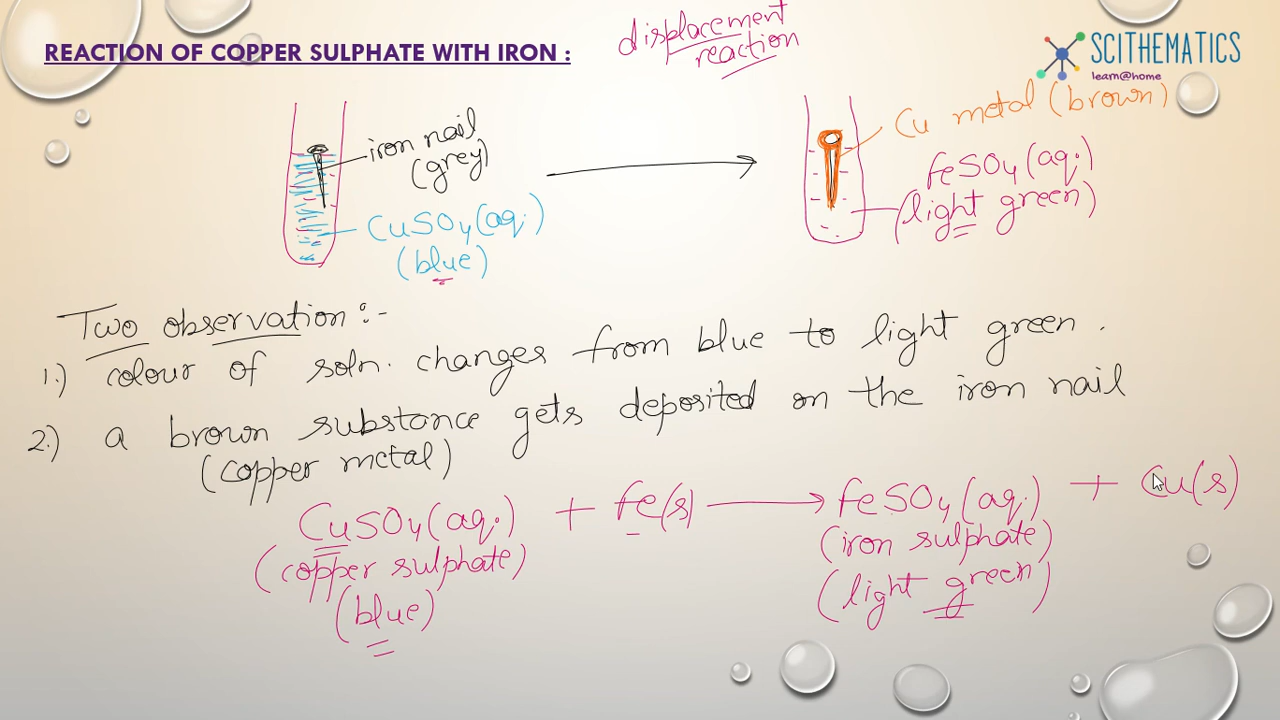 displacement
reaction
REACTION OF COPPER SULPHATE WITH IRON :
SCITHEMATICS
learn@home
iron nail
(grey)
CuSO4(aq.)
(blue)
Cu metal (brown)
FeSO4(aq.)
(light green)
Two observation :-
1.) colour of soln. changes from blue to light green.
2.) a brown substance gets deposited on the iron nail
(copper metal)
CuSO4(aq.) + Fe(s) → FeSO4(aq.) + Cu(s)
(copper sulphate) (iron sulphate)
(blue) (light green)